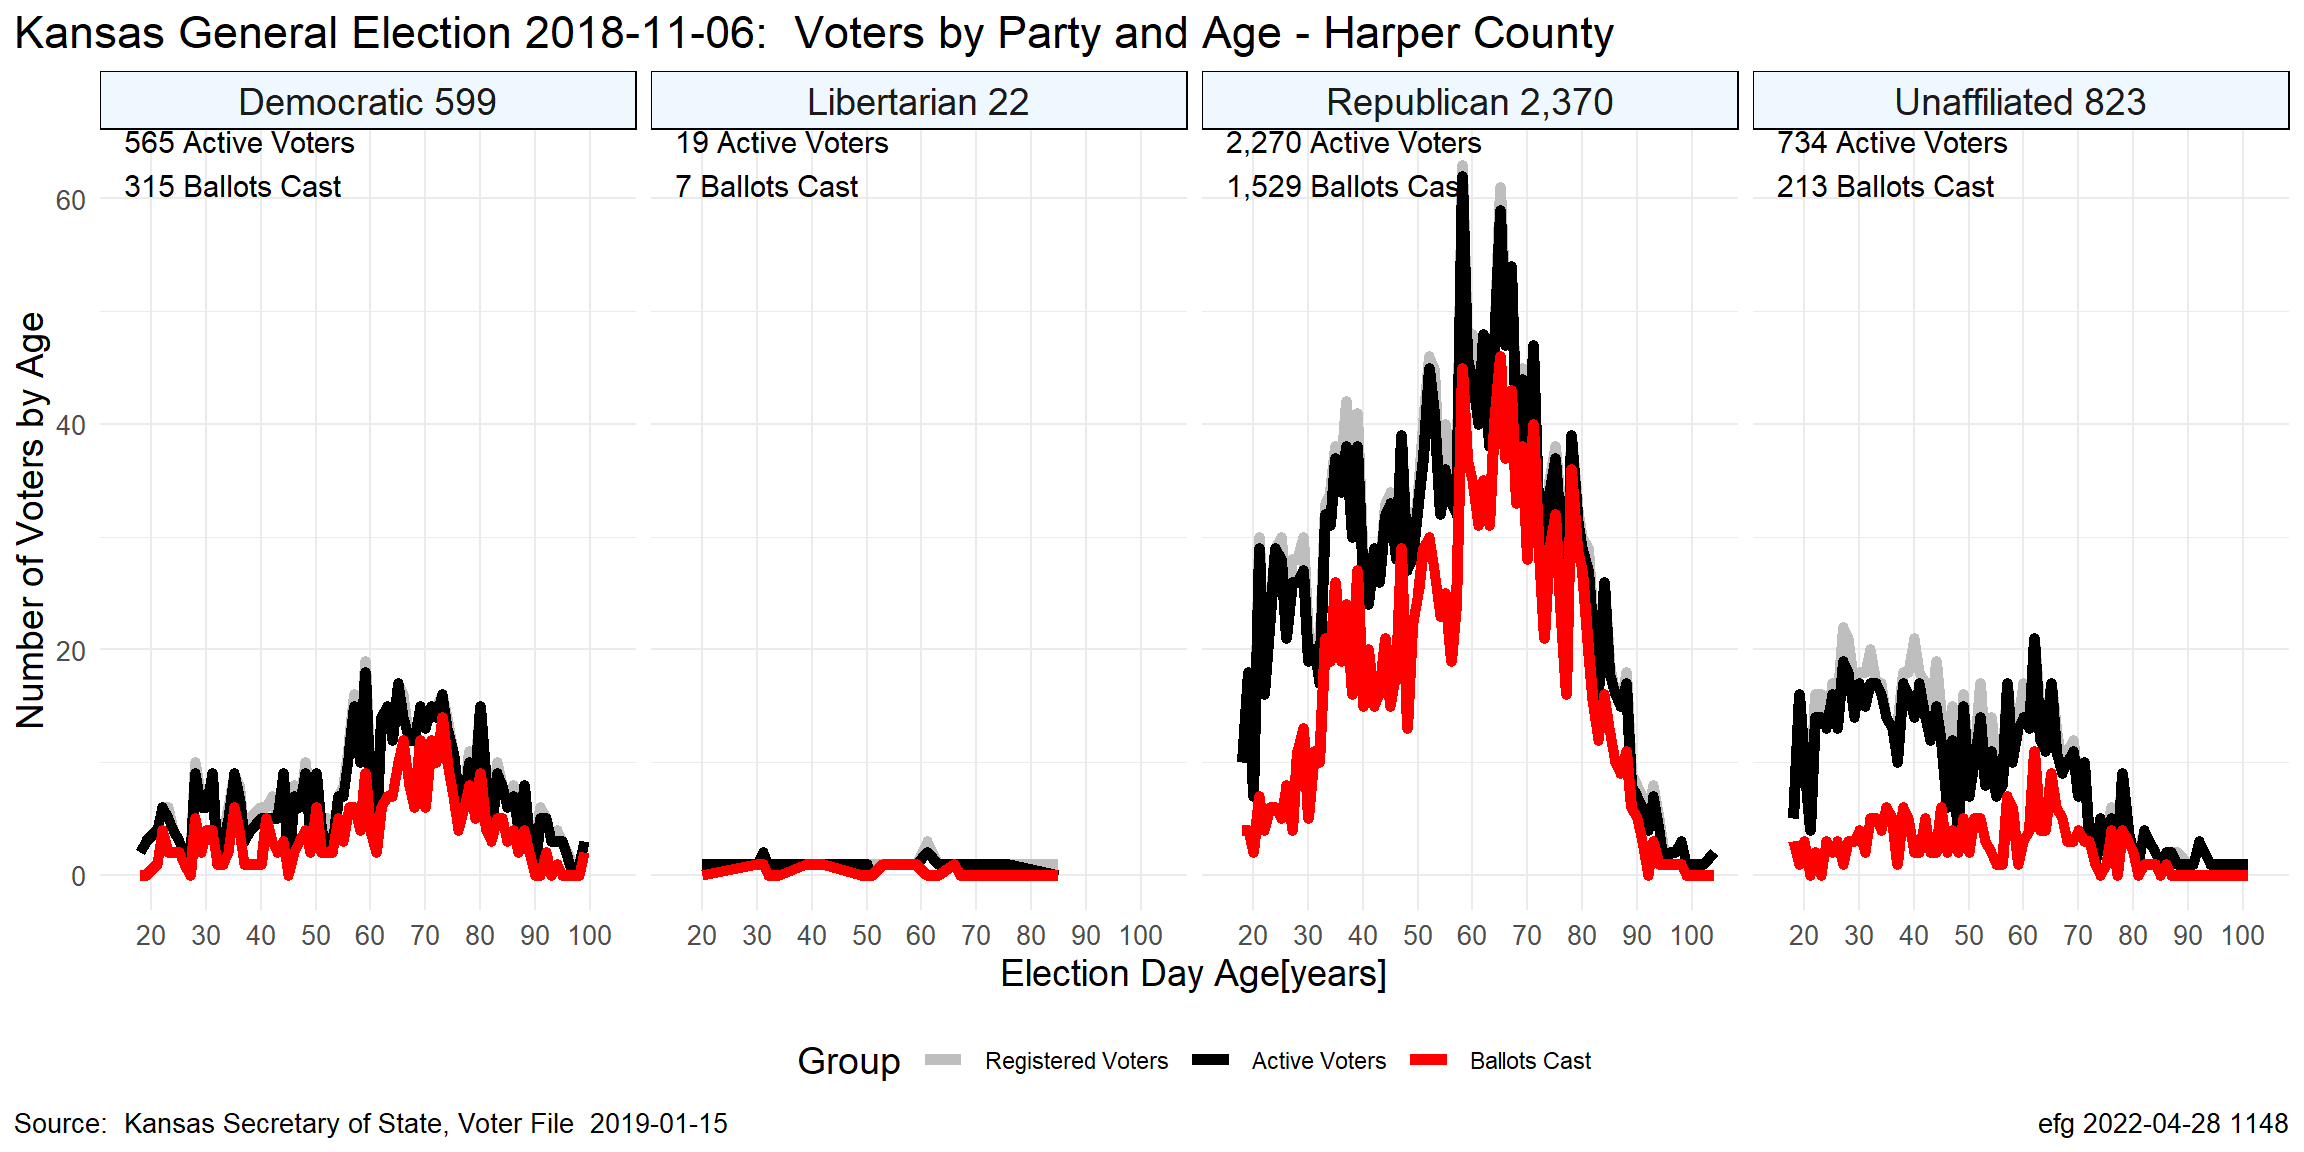 Kansas General Election 2018-11-06:  Voters by Party and Age - Harper County
Democratic 599
Libertarian 22
Republican 2,370
Unaffiliated 823
565 Active Voters
315 Ballots Cast
19 Active Voters
7 Ballots Cast
2,270 Active Voters
1,529 Ballots Cast
734 Active Voters
213 Ballots Cast
Number of Voters by Age
60
40
20
0
20 30 40 50 60 70 80 90 100
20 30 40 50 60 70 80 90 100
20 30 40 50 60 70 80 90 100
20 30 40 50 60 70 80 90 100
Election Day Age[years]
Group Registered Voters Active Voters Ballots Cast
Source:  Kansas Secretary of State, Voter File  2019-01-15
efg 2022-04-28 1148